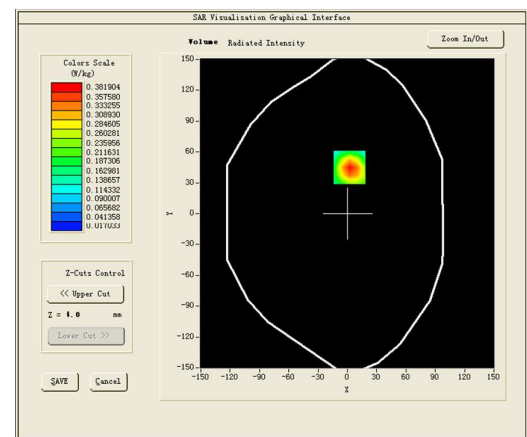 SAR Visualisation Graphical Interface
Volume Radiated Intensity
Zoom In/Out
Colors Scale
(W/kg)
0.381904
0.357580
0.333255
0.308930
0.284605
0.260281
0.235956
0.211631
0.187306
0.162981
0.138657
0.114332
0.090007
0.065682
0.041358
0.017033
Z-Cuts Control
<< Upper Cut
Z = 4.0 mm
Lower Cut >>
SAVE Cancel
150
120
90
60
30
0
-30
-60
-90
-120
-150
Y
-150 -120 -90 -60 -30 0 30 60 90 120 150
X